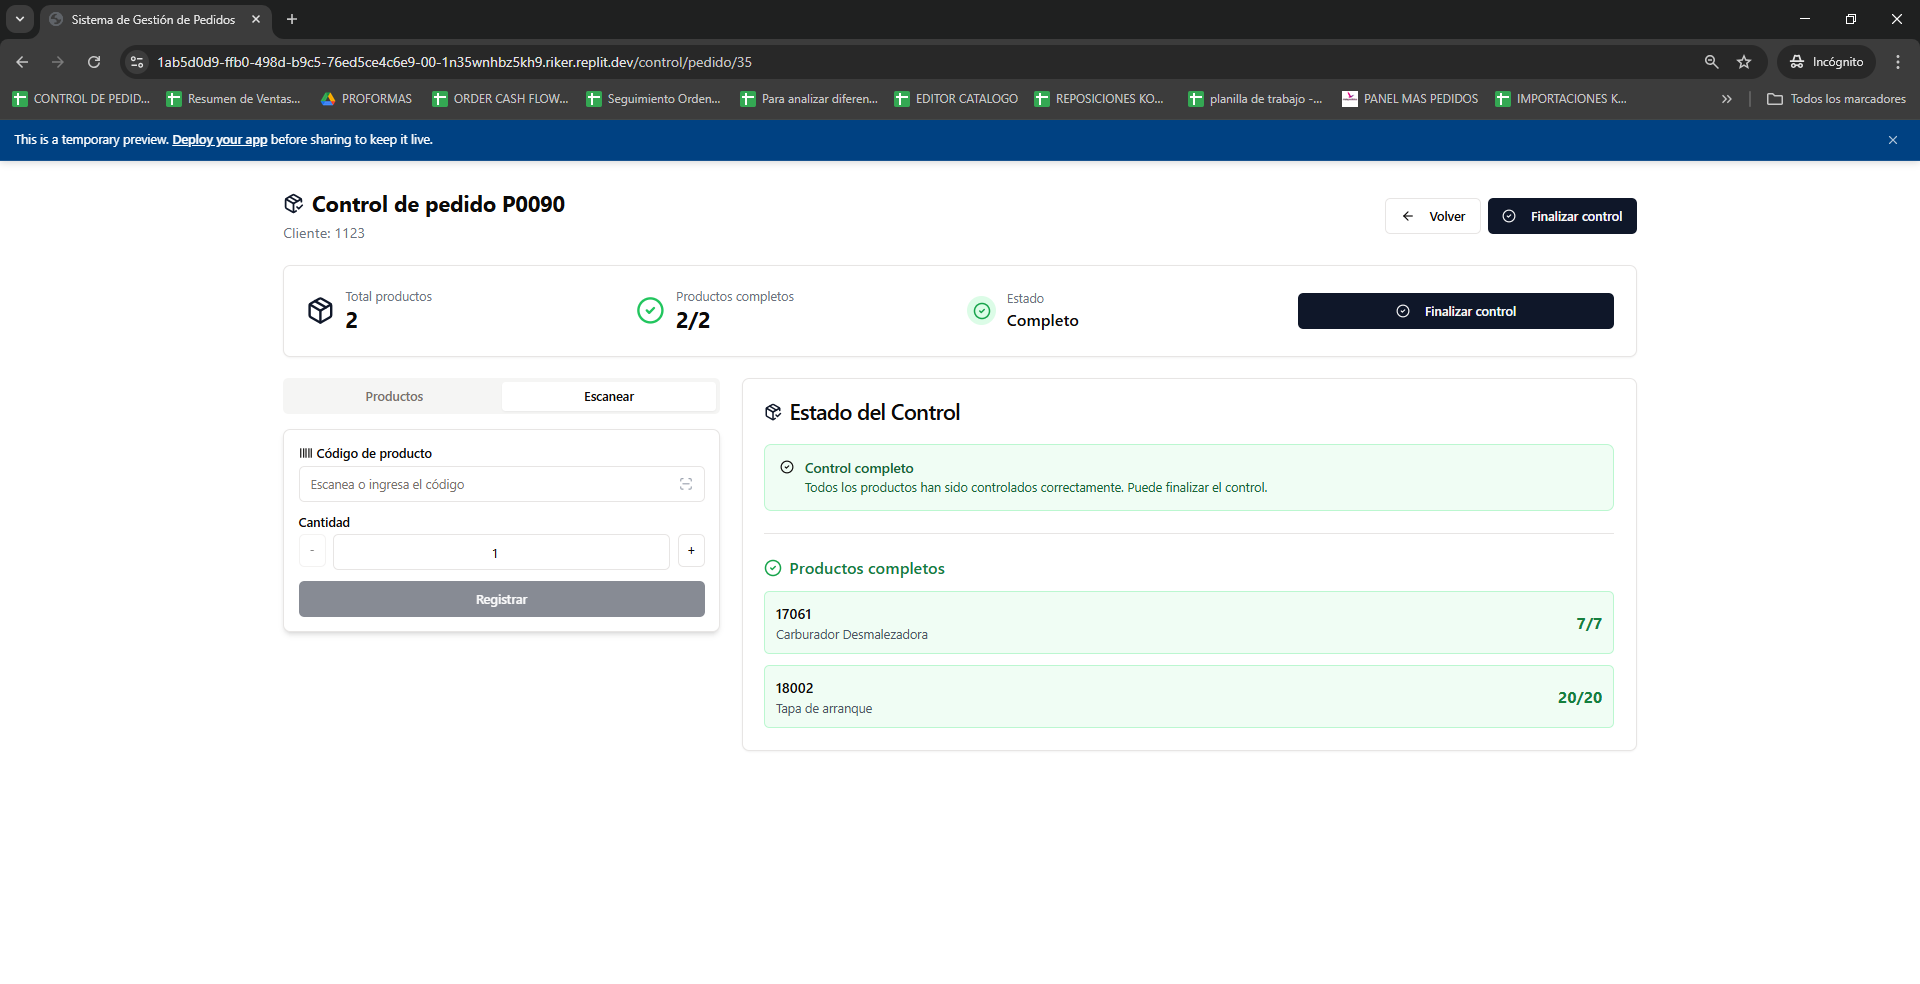 Sistema de Gestión de Pedidos
1ab5d0d9-ffb0-498d-b9c5-76ed5ce4c6e9-00-1n35wnhbz5kh9.riker.replit.dev/control/pedido/35
Incógnito
CONTROL DE PEDID...
Resumen de Ventas...
PROFORMAS
ORDER CASH FLOW...
Seguimiento Orden...
Para analizar diferen...
EDITOR CATALOGO
REPOSICIONES KO...
planilla de trabajo -...
PANEL MAS PEDIDOS
IMPORTACIONES K...
Todos los marcadores
This is a temporary preview. Deploy your app before sharing to keep it live.
Control de pedido P0090
Cliente: 1123
Volver
Finalizar control
Total productos
2
Productos completos
2/2
Estado
Completo
Finalizar control
Productos
Escanear
Código de producto
Escanea o ingresa el código
Cantidad
-
1
+
Registrar
Estado del Control
Control completo
Todos los productos han sido controlados correctamente. Puede finalizar el control.
Productos completos
17061
Carburador Desmalezadora
7/7
18002
Tapa de arranque
20/20